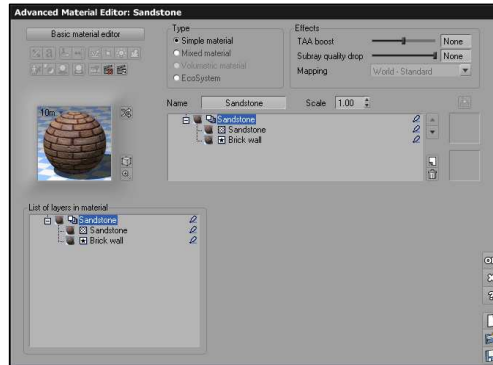 Advanced Material Editor: Sandstone
Basic material editor
Type
Simple material
Mixed material
Volumetric material
EcoSystem
Effects
TAA boost None
Subray quality drop None
Mapping World - Standard
10m
Name Sandstone Scale 1.00
Sandstone
Sandstone
Brick wall
List of layers in material
Sandstone
Sandstone
Brick wall